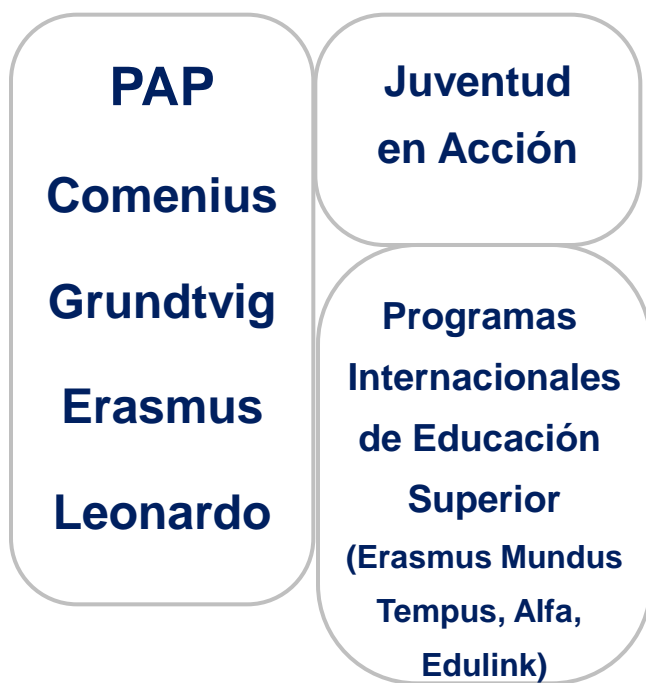 PAP
Comenius
Grundtvig
Erasmus
Leonardo
Juventud
en Acción
Programas
Internacionales
de Educación
Superior
(Erasmus Mundus
Tempus, Alfa,
Edulink)